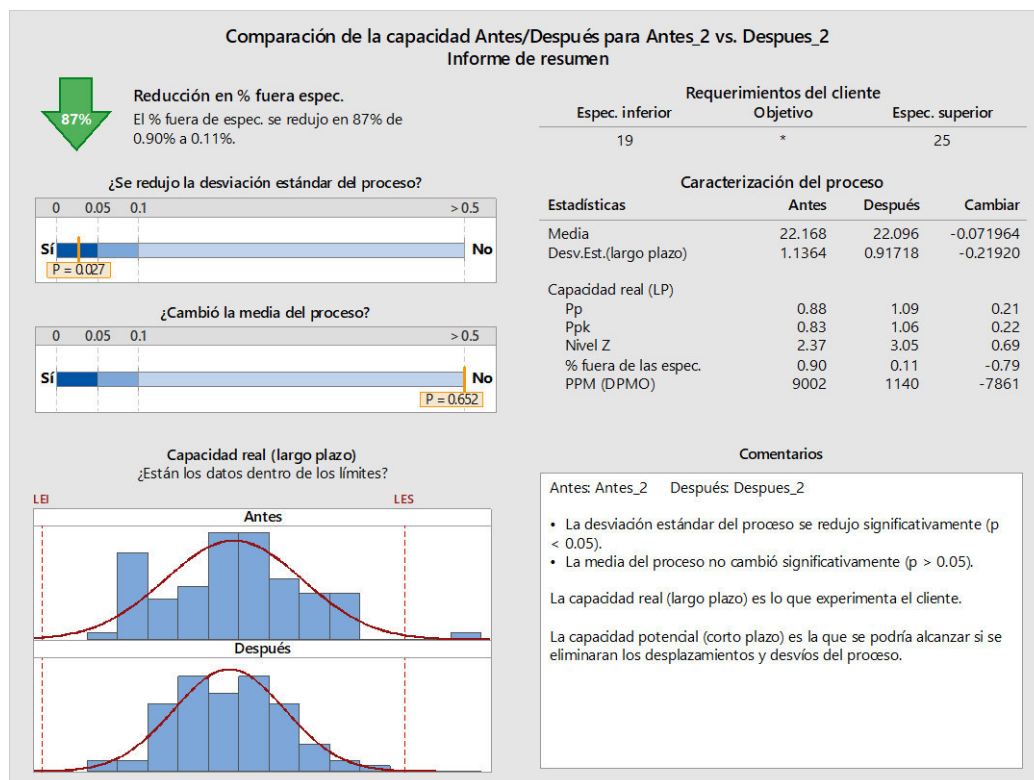 Comparación de la capacidad Antes/Después para Antes_2 vs. Despues_2
Informe de resumen
87%
Reducción en % fuera espec.
El % fuera de espec. se redujo en 87% de
0.90% a 0.11%.
Requerimientos del cliente
Espec. inferior Objetivo Espec. superior
19 * 25
¿Se redujo la desviación estándar del proceso?
0 0.05 0.1 > 0.5
Sí No
P = 0.027
¿Cambió la media del proceso?
0 0.05 0.1 > 0.5
Sí No
P = 0.652
Caracterización del proceso
Estadísticas Antes Después Cambiar
Media 22.168 22.096 -0.071964
Desv.Est.(largo plazo) 1.1364 0.91718 -0.21920
Capacidad real (LP)
Pp 0.88 1.09 0.21
Ppk 0.83 1.06 0.22
Nivel Z 2.37 3.05 0.69
% fuera de las espec. 0.90 0.11 -0.79
PPM (DPMO) 9002 1140 -7861
Capacidad real (largo plazo)
¿Están los datos dentro de los límites?
LEI LES
Antes
Después
Comentarios
Antes: Antes_2 Después: Despues_2
• La desviación estándar del proceso se redujo significativamente (p
< 0.05).
• La media del proceso no cambió significativamente (p > 0.05).
La capacidad real (largo plazo) es lo que experimenta el cliente.
La capacidad potencial (corto plazo) es la que se podría alcanzar si se
eliminaran los desplazamientos y desvíos del proceso.